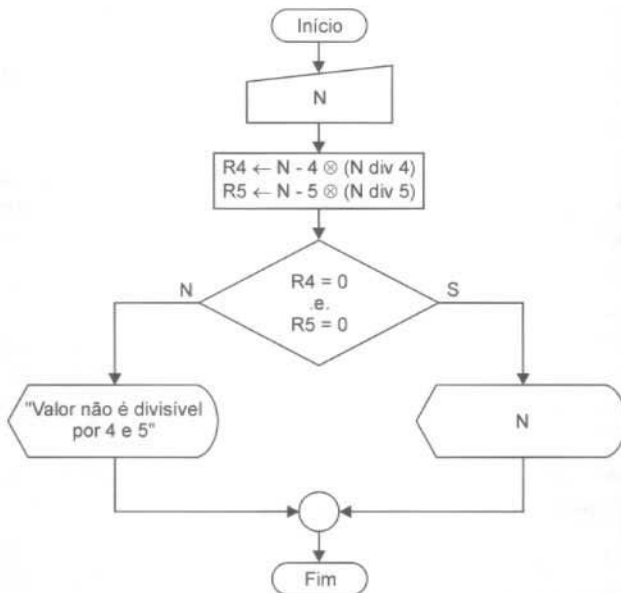 Início
N
R4 ← N - 4 ⊗ (N div 4)
R5 ← N - 5 ⊗ (N div 5)
N
R4 = 0
.e.
R5 = 0
S
"Valor não é divisível
por 4 e 5"
N
Fim